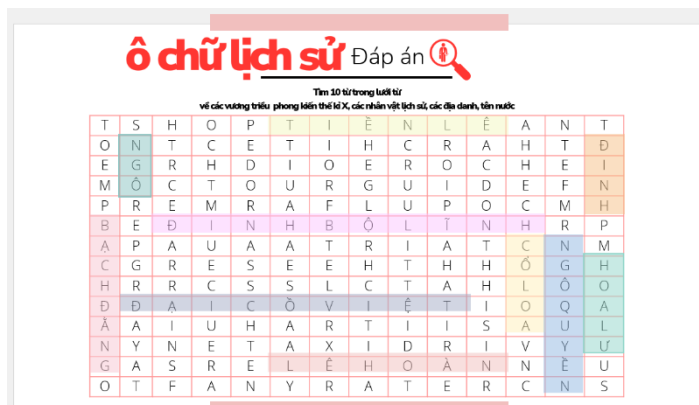 ô chữ lịch sử Đáp án
Tìm 10 từ trong lưới từ
về các vương triều phong kiến thế kỉ X, các nhân vật lịch sử, các địa danh, tên nước
T S H O P T I Ề N L Ê A N T
O N T C E T I H C R A H T Đ
E G R H D I O E R O C H E I
M Ô C T O U R G U I D E F N
P R E M R A F L U P O C M H
B E Đ I N H B Ộ L Ĩ N H R P
Ạ P A U A A T R I A T C N M
C G R E S E E H T H H Ổ G H
H R R C S S L C T A H L Ô O
Đ Đ Ạ I C Ồ V I Ệ T I O Q A
Ằ A I U H A R T I I S A U L
N Y N E T A X I D R I V Y Ư
G A S R E L Ê H O À N N Ề U
O T F A N Y R A T E R C N S